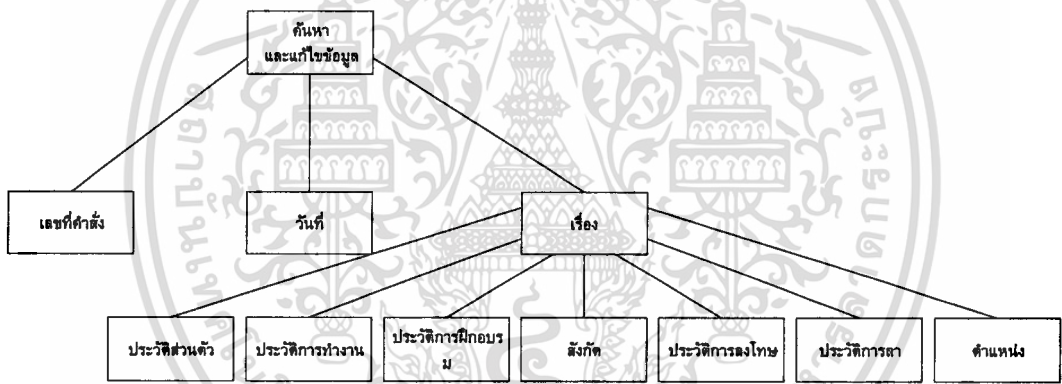 ค้นหา
และแก้ไขข้อมูล
เลขที่คำสั่ง
วันที่
เรื่อง
ประวัติส่วนตัว
ประวัติการทำงาน
ประวัติการฝึกอบร
ม
สังกัด
ประวัติการลงโทษ
ประวัติการลา
ตำแหน่ง